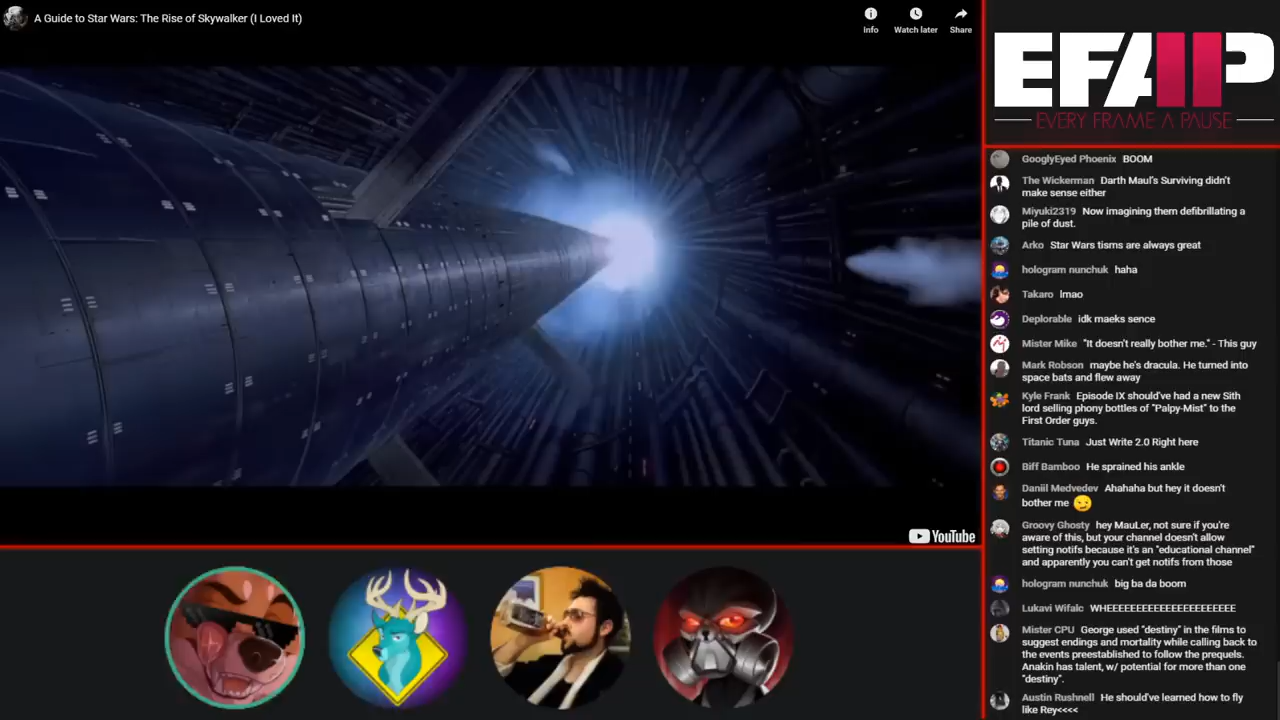 A Guide to Star Wars: The Rise of Skywalker (I Loved It)
Info
Watch later
Share
YouTube
EFAP
EVERY FRAME A PAUSE
GooglyEyed Phoenix BOOM
The Wickerman Darth Maul's Surviving didn't
make sense either
Miyuki2319 Now imagining them defibrillating a
pile of dust.
Arko Star Wars tisms are always great
hologram nunchuk haha
Takaro lmao
Deplorable idk maeks sence
Mister Mike "It doesn't really bother me." - This guy
Mark Robson maybe he's dracula. He turned into
space bats and flew away
Kyle Frank Episode IX should've had a new Sith
lord selling phony bottles of "Palpy-Mist" to the
First Order guys.
Titanic Tuna Just Write 2.0 Right here
Biff Bamboo He sprained his ankle
Daniil Medvedev Ahahaha but hey it doesn't
bother me 😏
Groovy Ghosty hey MauLer, not sure if you're
aware of this, but your channel doesn't allow
setting notifs because it's an "educational channel"
and apparently you can't get notifs from those
hologram nunchuk big ba da boom
Lukavi Wifalc WHEEEEEEEEEEEEEEEEEEEEEE
Mister CPU George used "destiny" in the films to
suggest endings and mortality while calling back to
the events preestablished to follow the prequels.
Anakin has talent, w/ potential for more than one
"destiny".
Austin Rushnell He should've learned how to fly
like Rey<<<<